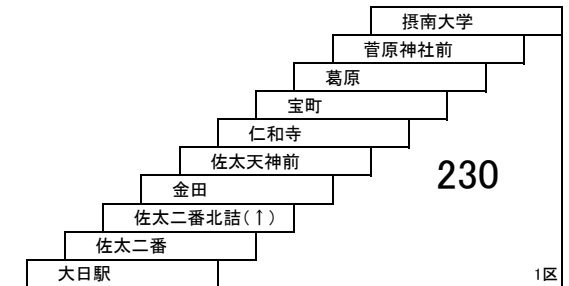 摂南大学
菅原神社前
葛原
宝町
仁和寺
佐太天神前
230
金田
佐太二番北詰(↑)
佐太二番
大日駅
1区